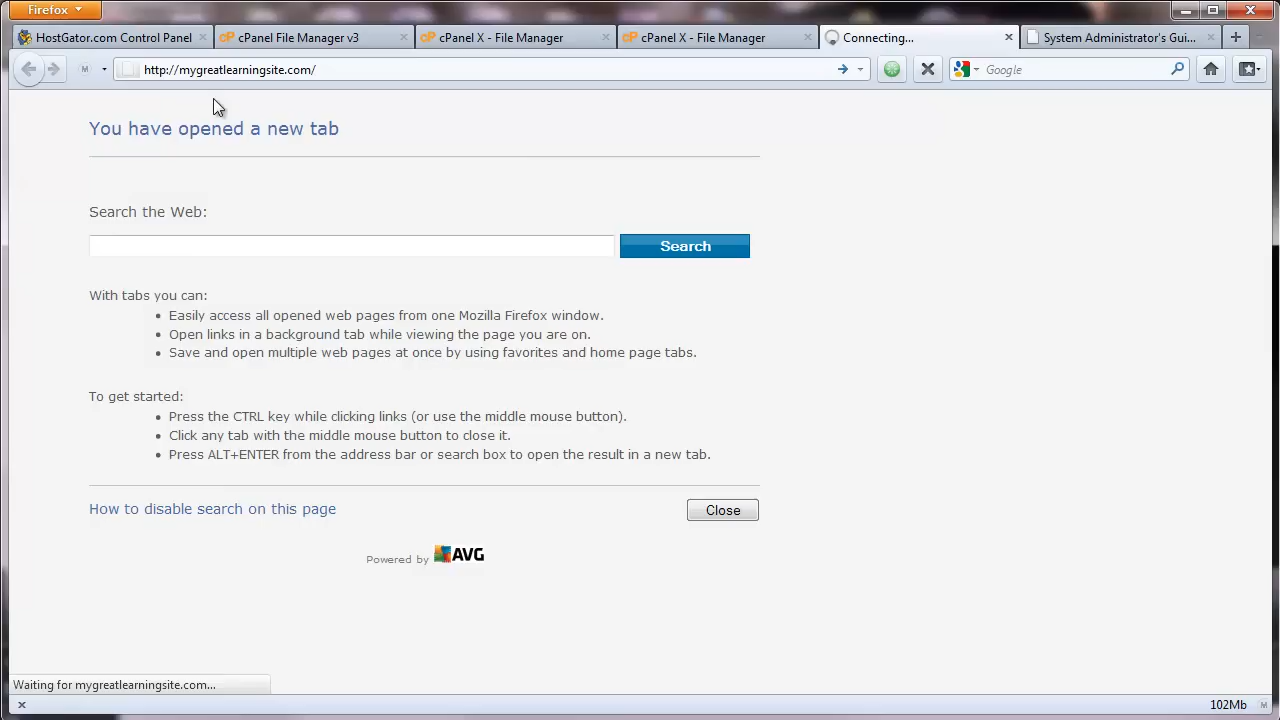 Firefox
HostGator.com Control Panel
cPanel File Manager v3
cPanel X - File Manager
cPanel X - File Manager
Connecting...
System Administrator's Gui...
M
http://mygreatlearningsite.com/
Google
You have opened a new tab
Search the Web:
Search
With tabs you can:
Easily access all opened web pages from one Mozilla Firefox window.
Open links in a background tab while viewing the page you are on.
Save and open multiple web pages at once by using favorites and home page tabs.
To get started:
Press the CTRL key while clicking links (or use the middle mouse button).
Click any tab with the middle mouse button to close it.
Press ALT+ENTER from the address bar or search box to open the result in a new tab.
How to disable search on this page
Close
Powered by AVG
Waiting for mygreatlearningsite.com...
102Mb M